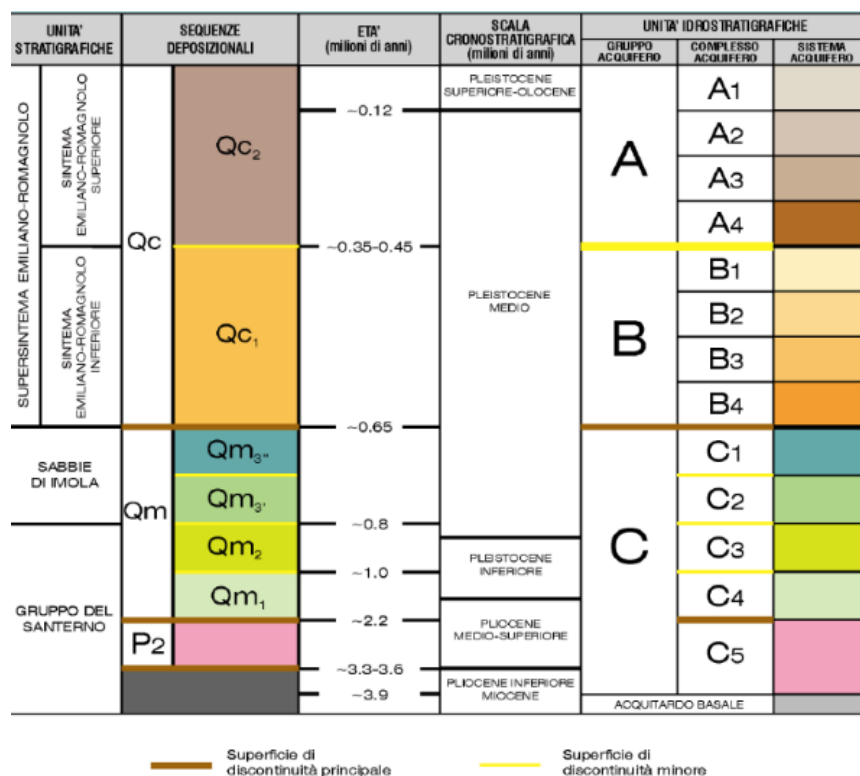 UNITA'
STRATIGRAFICHE
SEQUENZE
DEPOSIZIONALI
ETA'
(milioni di anni)
SCALA
CRONOSTRATIGRAFICA
(milioni di anni)
UNITA' IDROSTRATIGRAFICHE
GRUPPO
ACQUIFERO
COMPLESSO
ACQUIFERO
SISTEMA
ACQUIFERO
SUPERSINTEMA EMILIANO-ROMAGNOLO
SINTEMA
EMILIANO-ROMAGNOLO
SUPERIORE
SINTEMA
EMILIANO-ROMAGNOLO
INFERIORE
SABBIE
DI IMOLA
GRUPPO DEL
SANTERNO
Qc
Qm
P2
Qc2
Qc1
Qm3''
Qm3'
Qm2
Qm1
~0.12
~0.35-0.45
~0.65
~0.8
~1.0
~2.2
~3.3-3.6
~3.9
PLEISTOCENE
SUPERIORE-OLOCENE
PLEISTOCENE
MEDIO
PLEISTOCENE
INFERIORE
PLIOCENE
MEDIO-SUPERIORE
PLIOCENE INFERIORE
MIOCENE
A
B
C
A1
A2
A3
A4
B1
B2
B3
B4
C1
C2
C3
C4
C5
ACQUITARDO BASALE
Superficie di
discontinuità principale
Superficie di
discontinuità minore